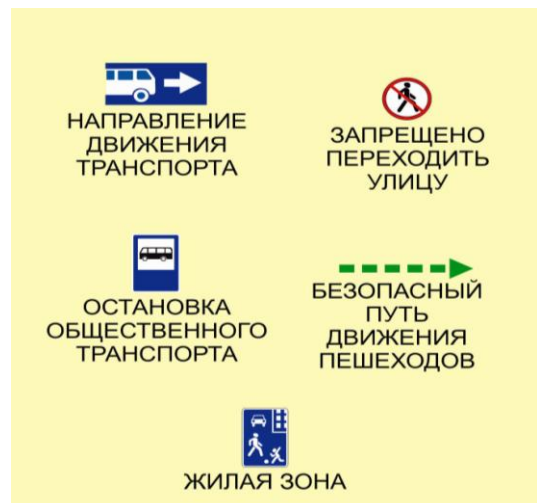 НАПРАВЛЕНИЕ
ДВИЖЕНИЯ
ТРАНСПОРТА
ЗАПРЕЩЕНО
ПЕРЕХОДИТЬ
УЛИЦУ
ОСТАНОВКА
ОБЩЕСТВЕННОГО
ТРАНСПОРТА
БЕЗОПАСНЫЙ
ПУТЬ
ДВИЖЕНИЯ
ПЕШЕХОДОВ
ЖИЛАЯ ЗОНА